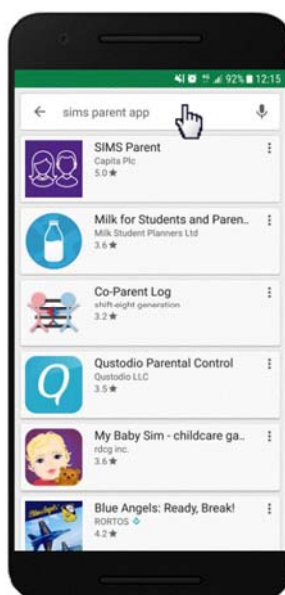 92% 12:15
sims parent app
SIMS Parent
Capita Plc
5.0★
Milk for Students and Paren..
Milk Student Planners Ltd
3.6★
Co-Parent Log
shift-eight generation
3.2★
Qustodio Parental Control
Qustodio LLC
3.5★
My Baby Sim - childcare ga..
rdcg inc.
3.6★
Blue Angels: Ready, Break!
RORTOS
4.2★